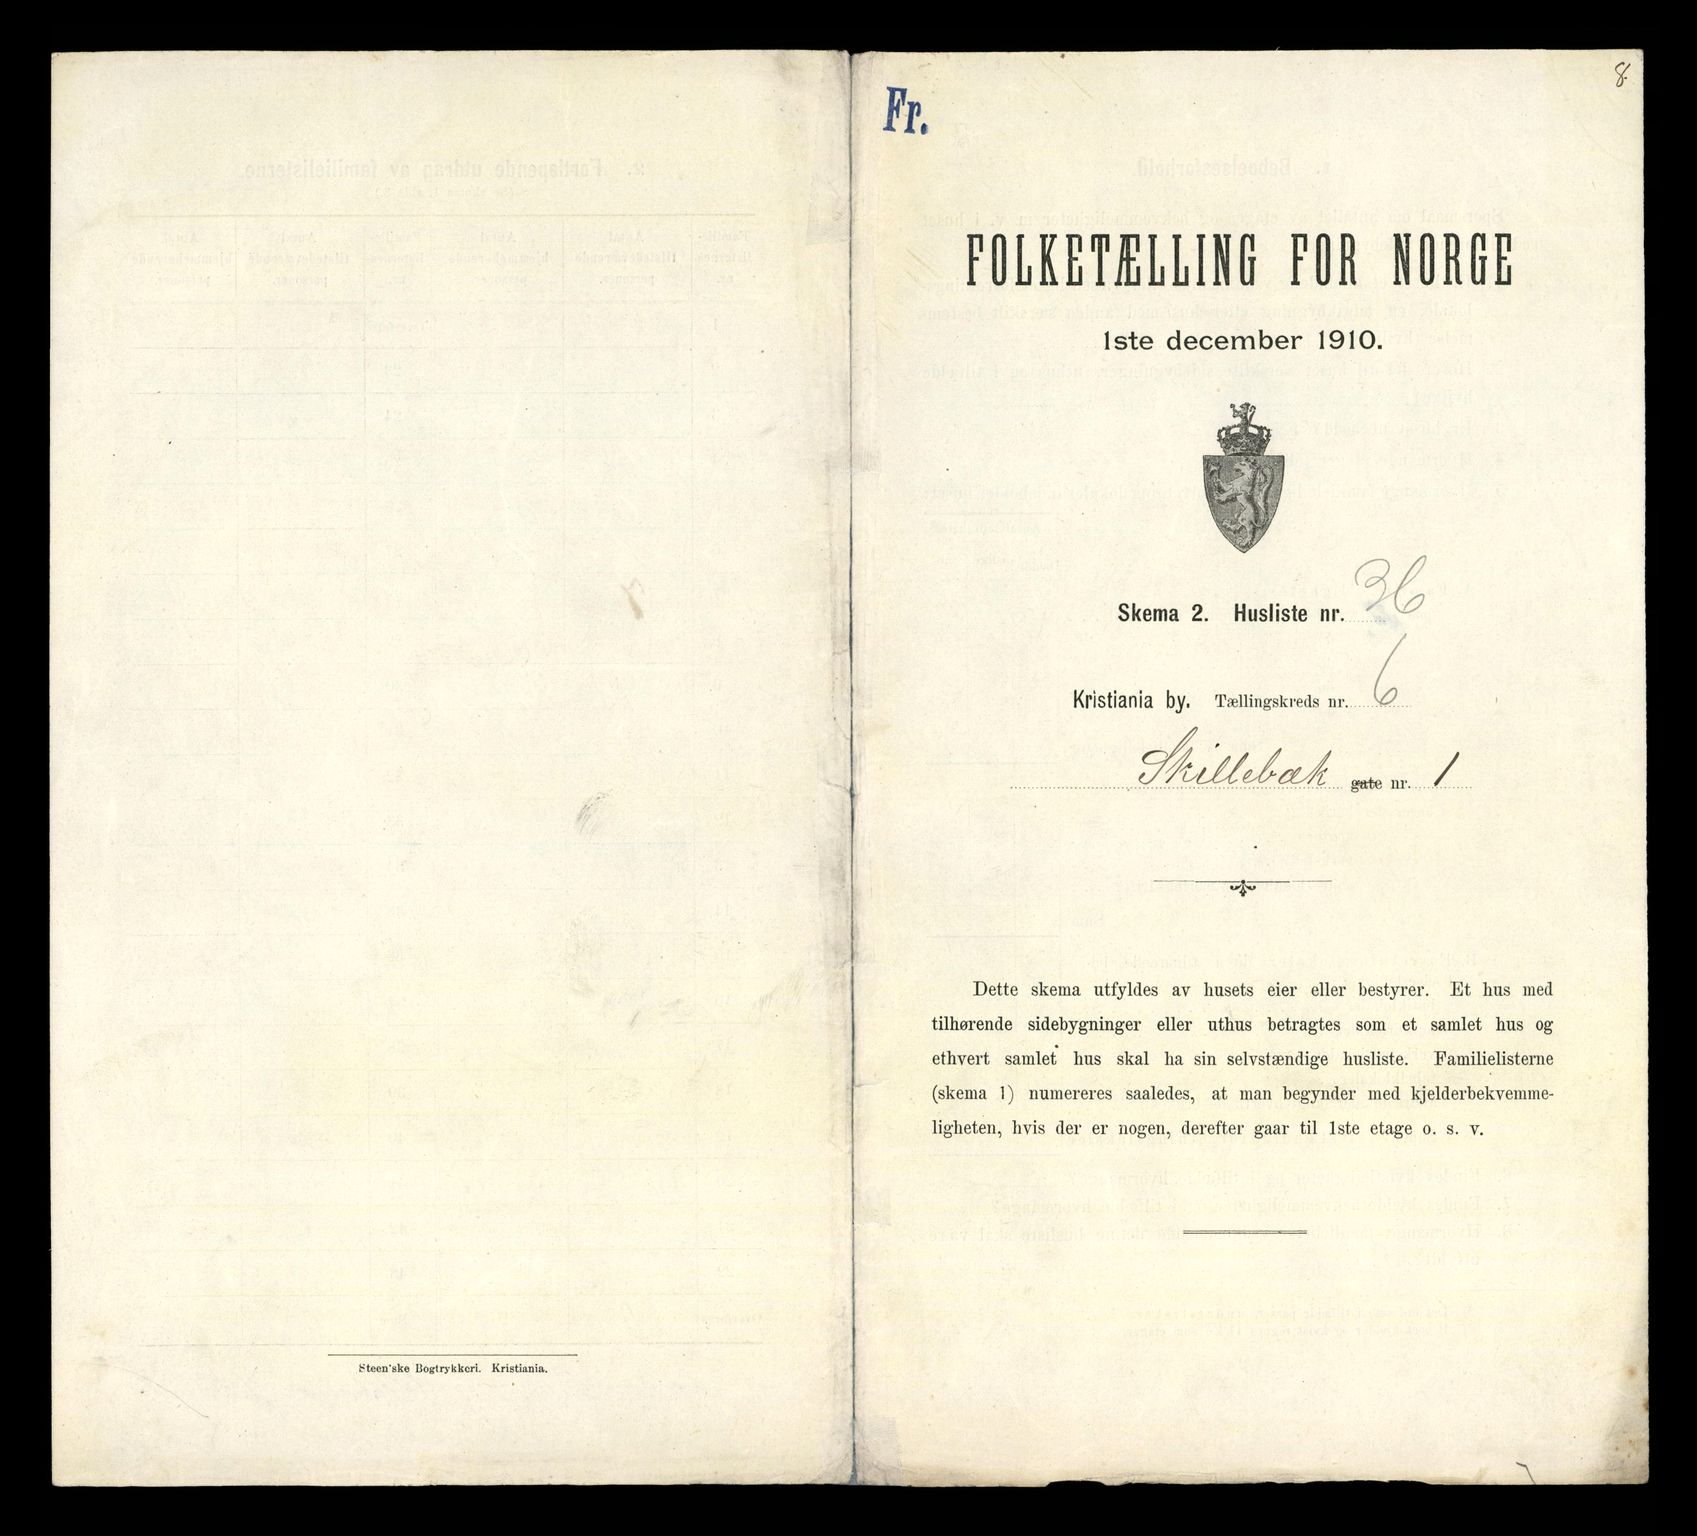 8.
Fr.
FOLKETÆLLING FOR NORGE
1ste december 1910.
Skema 2. Husliste nr. 36
Kristiania by. Tællingskreds nr. 6
Skillebæk gate nr. 1
Dette skema utfyldes av husets eier eller bestyrer. Et hus med
tilhørende sidebygninger eller uthus betragtes som et samlet hus og
ethvert samlet hus skal ha sin selvstændige husliste. Familielisterne
(skema 1) numereres saaledes, at man begynder med kjelderbekvemme-
ligheten, hvis der er nogen, derefter gaar til 1ste etage o. s. v.
Steen'ske Bogtrykkeri. Kristiania.